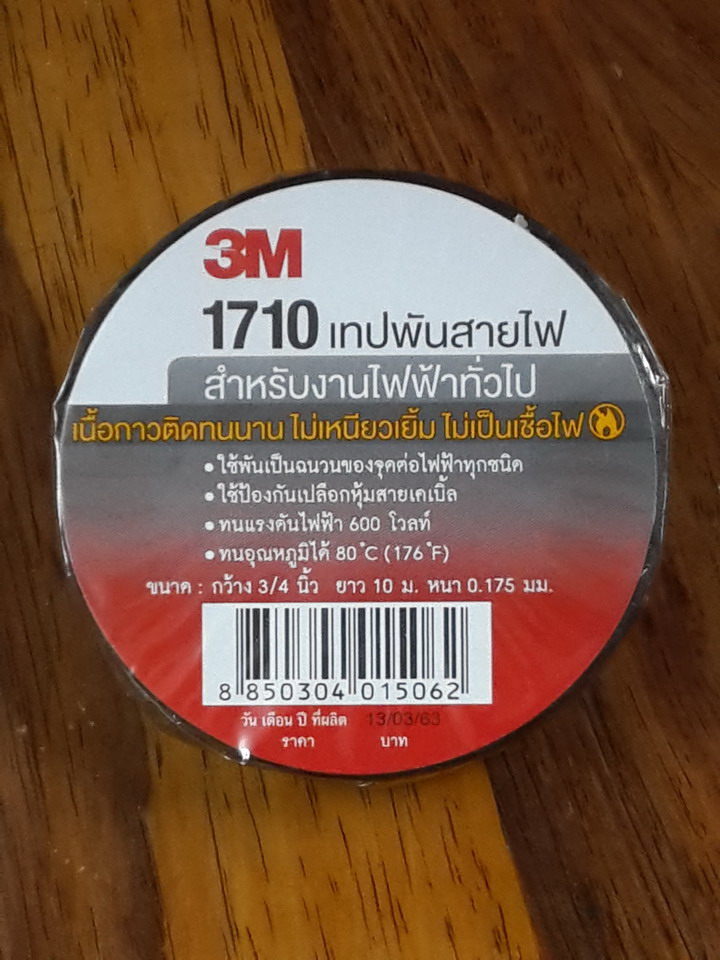 3M
1710 เทปพันสายไฟ
สำหรับงานไฟฟ้าทั่วไป
เนื้อกาวติดทนนาน ไม่เหนียวเยิ้ม ไม่เป็นเชื้อไฟ
• ใช้พันเป็นฉนวนของจุดต่อไฟฟ้าทุกชนิด
• ใช้ป้องกันเปลือกหุ้มสายเคเบิ้ล
• ทนแรงดันไฟฟ้า 600 โวลท์
• ทนอุณหภูมิได้ 80 °C (176 °F)
ขนาด : กว้าง 3/4 นิ้ว ยาว 10 ม. หนา 0.175 มม.
8 850304 015062
วัน เดือน ปี ที่ผลิต 13/03/63
ราคา บาท